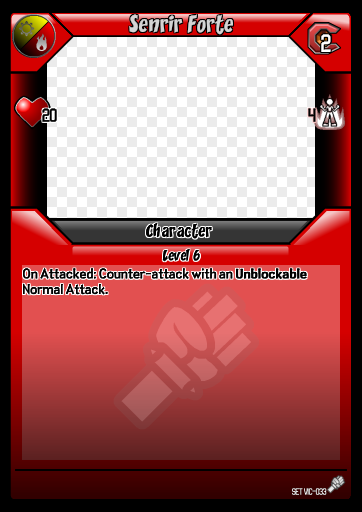 Senrir Forte
2
20
4
Character
Level 6
On Attacked: Counter-attack with an Unblockable
Normal Attack.
SET VIC-033